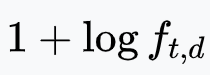 1 + log f_{t,d}